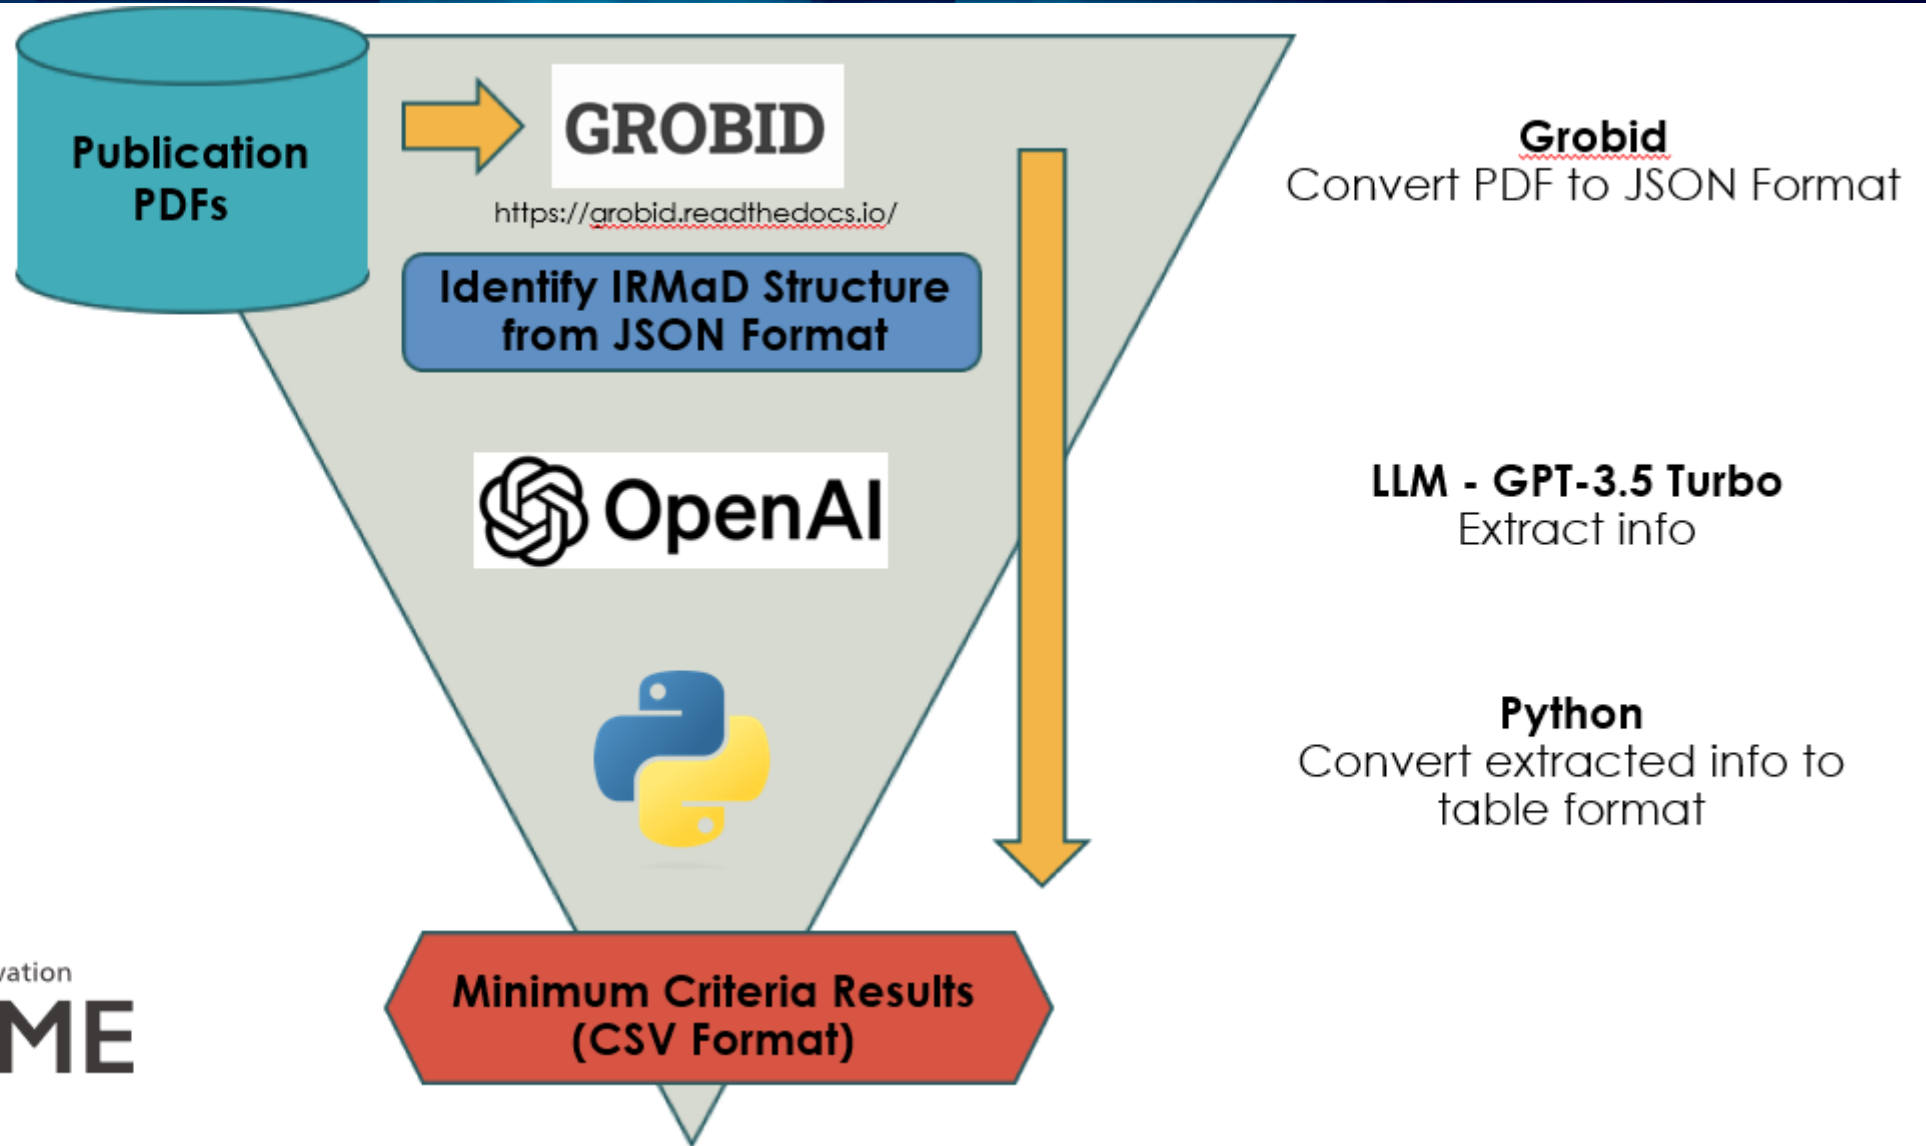 Publication
PDFs
GROBID
https://grobid.readthedocs.io/
Identify IRMaD Structure
from JSON Format
OpenAI
Minimum Criteria Results
(CSV Format)
Grobid
Convert PDF to JSON Format
LLM - GPT-3.5 Turbo
Extract info
Python
Convert extracted info to
table format
vation
ME